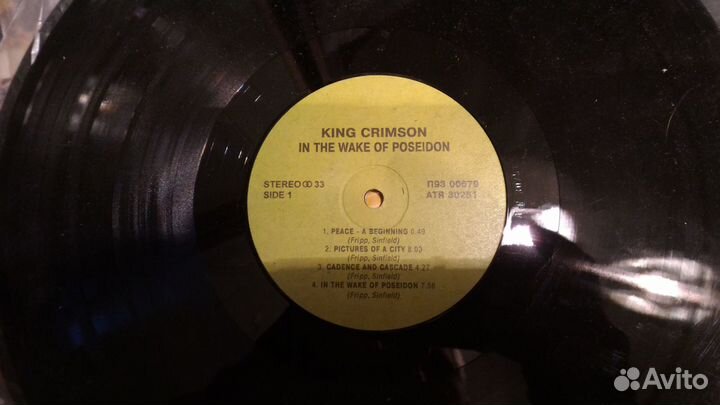 KING CRIMSON
IN THE WAKE OF POSEIDON
STEREO 33 П93 00679
SIDE 1 ATR 30251
1. PEACE - A BEGINNING 0.49
(Fripp, Sinfield)
2. PICTURES OF A CITY 8.03
(Fripp, Sinfield)
3. CADENCE AND CASCADE 4.27
(Fripp, Sinfield)
4. IN THE WAKE OF POSEIDON 7.56
(Fripp, Sinfield)
Avito